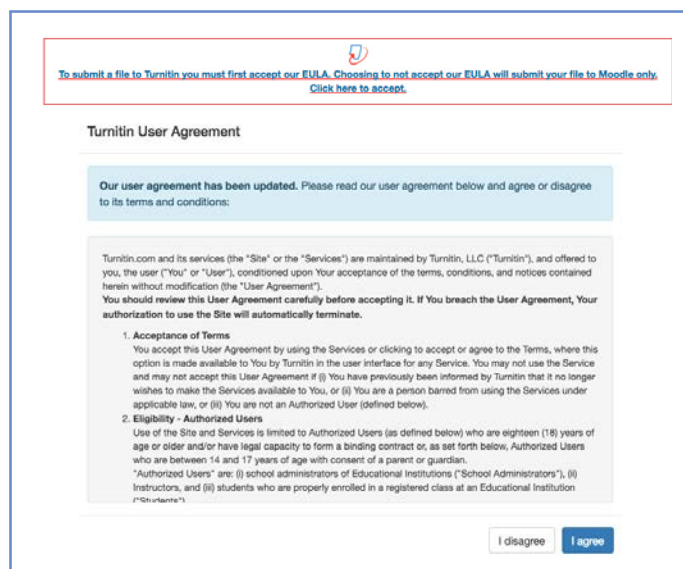 To submit a file to Turnitin you must first accept our EULA. Choosing to not accept our EULA will submit your file to Moodle only.
Click here to accept.
Turnitin User Agreement
Our user agreement has been updated. Please read our user agreement below and agree or disagree
to its terms and conditions:
Turnitin.com and its services (the "Site" or the "Services") are maintained by Turnitin, LLC ("Turnitin"), and offered to
you, the user ("You" or "User"), conditioned upon Your acceptance of the terms, conditions, and notices contained
herein without modification (the "User Agreement").
You should review this User Agreement carefully before accepting it. If You breach the User Agreement, Your
authorization to use the Site will automatically terminate.
1. Acceptance of Terms
You accept this User Agreement by using the Services or clicking to accept or agree to the Terms, where this
option is made available to You by Turnitin in the user interface for any Service. You may not use the Service
and may not accept this User Agreement if (i) You have previously been informed by Turnitin that it no longer
wishes to make the Services available to You, or (ii) You are a person barred from using the Services under
applicable law, or (iii) You are not an Authorized User (defined below).
2. Eligibility - Authorized Users
Use of the Site and Services is limited to Authorized Users (as defined below) who are eighteen (18) years of
age or older and/or have legal capacity to form a binding contract or, as set forth below, Authorized Users
who are between 14 and 17 years of age with consent of a parent or guardian.
"Authorized Users" are: (i) school administrators of Educational Institutions ("School Administrators"), (ii)
Instructors, and (iii) students who are properly enrolled in a registered class at an Educational Institution
("Students")
I disagree
I agree